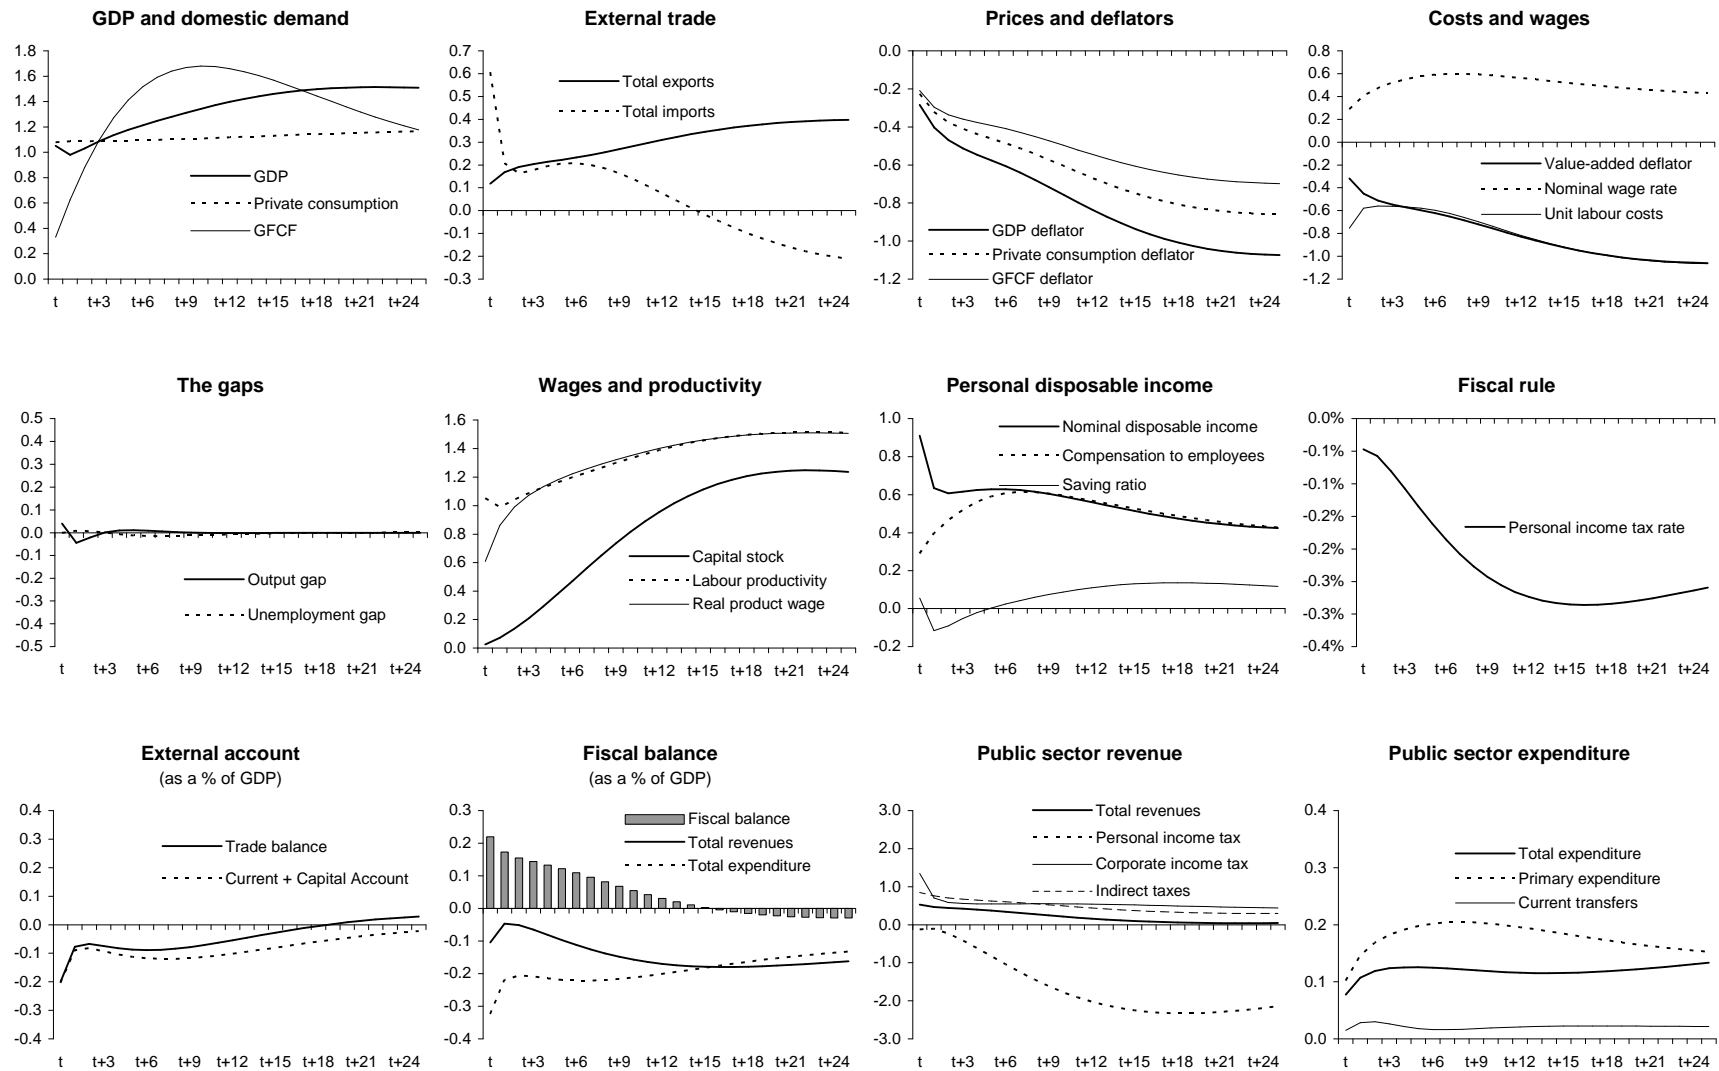 GDP and domestic demand
1.8
1.6
1.4
1.2
1.0
0.8
0.6
0.4
0.2
0.0
GDP
Private consumption
GFCF
t t+3 t+6 t+9 t+12 t+15 t+18 t+21 t+24
External trade
0.7
0.6
0.5
0.4
0.3
0.2
0.1
0.0
-0.1
-0.2
-0.3
Total exports
Total imports
t t+3 t+6 t+9 t+12 t+15 t+18 t+21 t+24
Prices and deflators
0.0
-0.2
-0.4
-0.6
-0.8
-1.0
-1.2
GDP deflator
Private consumption deflator
GFCF deflator
t t+3 t+6 t+9 t+12 t+15 t+18 t+21 t+24
Costs and wages
0.8
0.6
0.4
0.2
0.0
-0.2
-0.4
-0.6
-0.8
-1.0
-1.2
Value-added deflator
Nominal wage rate
Unit labour costs
t t+3 t+6 t+9 t+12 t+15 t+18 t+21 t+24
The gaps
0.5
0.4
0.3
0.2
0.1
0.0
-0.1
-0.2
-0.3
-0.4
-0.5
Output gap
Unemployment gap
t t+3 t+6 t+9 t+12 t+15 t+18 t+21 t+24
Wages and productivity
1.6
1.4
1.2
1.0
0.8
0.6
0.4
0.2
0.0
Capital stock
Labour productivity
Real product wage
t t+3 t+6 t+9 t+12 t+15 t+18 t+21 t+24
Personal disposable income
1.0
0.8
0.6
0.4
0.2
0.0
-0.2
Nominal disposable income
Compensation to employees
Saving ratio
t t+3 t+6 t+9 t+12 t+15 t+18 t+21 t+24
Fiscal rule
0.0%
-0.1%
-0.1%
-0.2%
-0.2%
-0.3%
-0.3%
-0.4%
Personal income tax rate
t t+3 t+6 t+9 t+12 t+15 t+18 t+21 t+24
External account
(as a % of GDP)
0.4
0.3
0.2
0.1
0.0
-0.1
-0.2
-0.3
-0.4
Trade balance
Current + Capital Account
t t+3 t+6 t+9 t+12 t+15 t+18 t+21 t+24
Fiscal balance
(as a % of GDP)
0.3
0.2
0.1
0.0
-0.1
-0.2
-0.3
-0.4
Fiscal balance
Total revenues
Total expenditure
t t+3 t+6 t+9 t+12 t+15 t+18 t+21 t+24
Public sector revenue
3.0
2.0
1.0
0.0
-1.0
-2.0
-3.0
Total revenues
Personal income tax
Corporate income tax
Indirect taxes
t t+3 t+6 t+9 t+12 t+15 t+18 t+21 t+24
Public sector expenditure
0.4
0.3
0.2
0.1
0.0
Total expenditure
Primary expenditure
Current transfers
t t+3 t+6 t+9 t+12 t+15 t+18 t+21 t+24